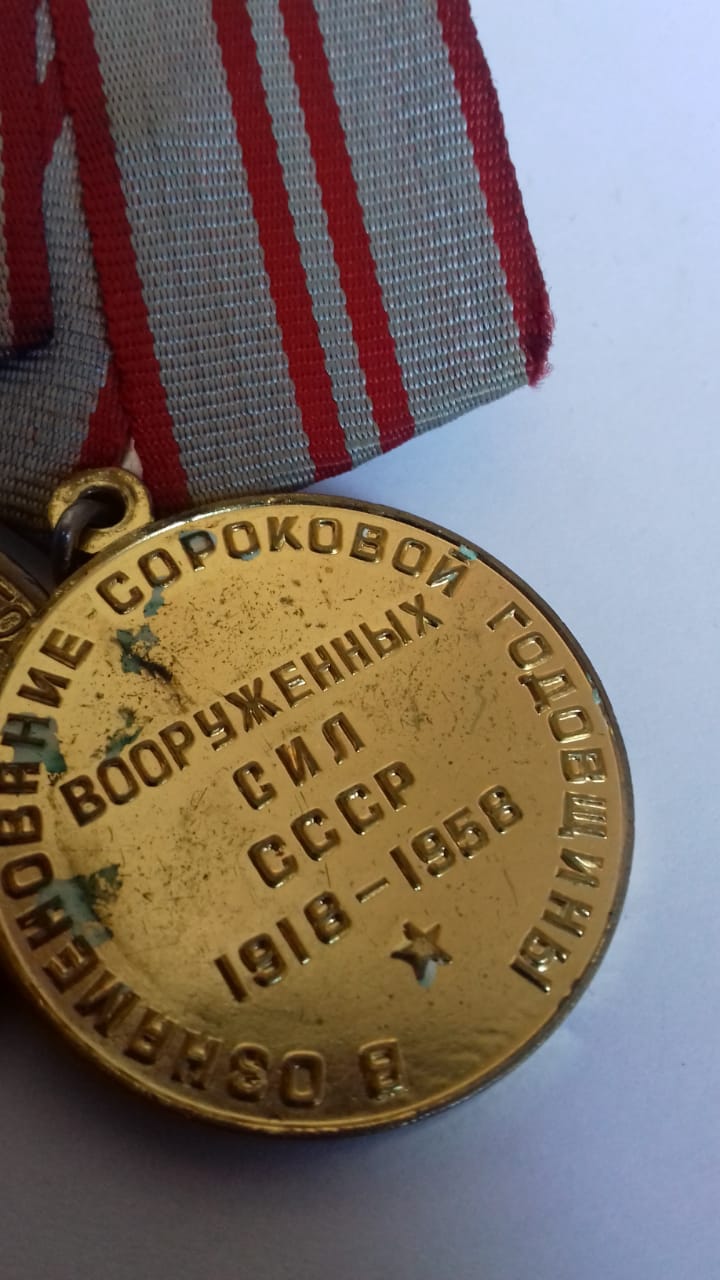 В ОЗНАМЕНОВАНИЕ СОРОКОВОЙ ГОДОВЩИНЫ
ВООРУЖЕННЫХ
СИЛ
СССР
1918-1958